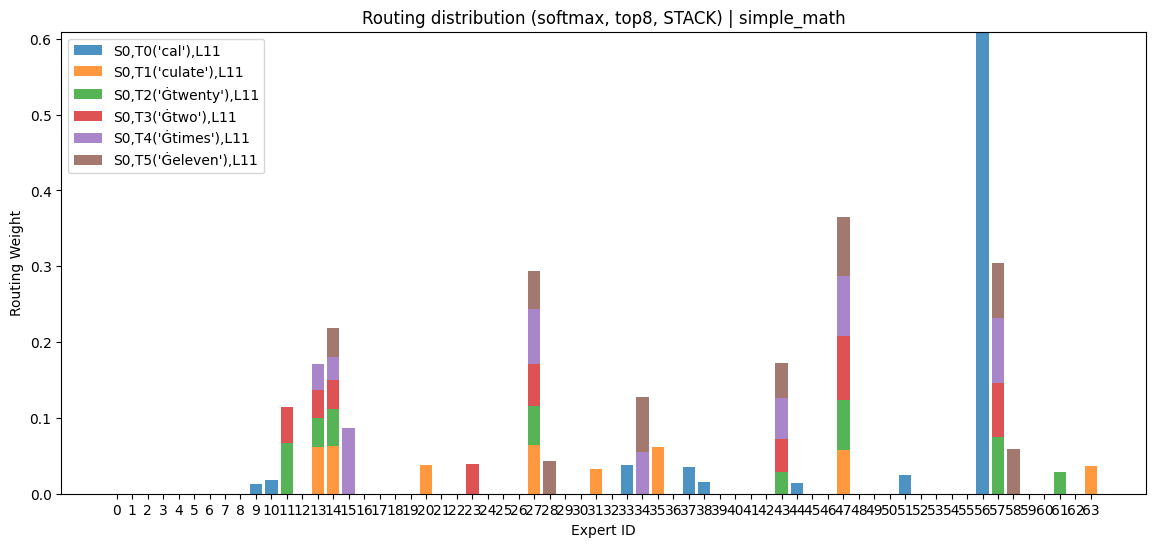 Routing distribution (softmax, top8, STACK) | simple_math
S0,T0('cal'),L11
S0,T1('culate'),L11
S0,T2('Ġtwenty'),L11
S0,T3('Ġtwo'),L11
S0,T4('Ġtimes'),L11
S0,T5('Ġeleven'),L11
Routing Weight
0.6
0.5
0.4
0.3
0.2
0.1
0.0
0 1 2 3 4 5 6 7 8 9 10 11 12 13 14 15 16 17 18 19 20 21 22 23 24 25 26 27 28 29 30 31 32 33 34 35 36 37 38 39 40 41 42 43 44 45 46 47 48 49 50 51 52 53 54 55 56 57 58 59 60 61 62 63
Expert ID